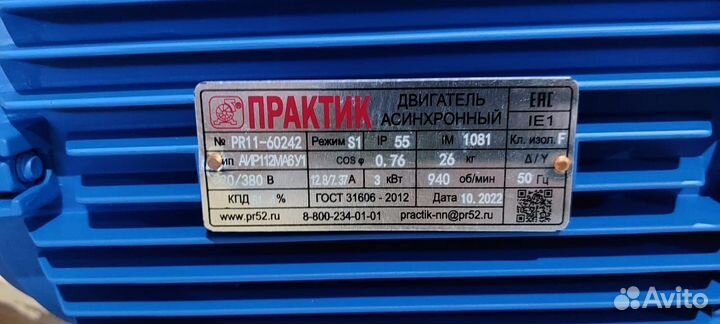 ПРАКТИК ДВИГАТЕЛЬ АСИНХРОННЫЙ EAC IE1
№ PR11-60242 Режим S1 IP 55 IM 1081 Кл. изол. F
АИР112МА6У1 cos φ 0,76 26 кг Δ/Y
/380 В 12.8/7.37 А 3 кВт 940 об/мин 50 Гц
КПД % ГОСТ 31606 - 2012 Дата 10.2022
www.pr52.ru 8-800-234-01-01 practik-nn@pr52.ru
Avito